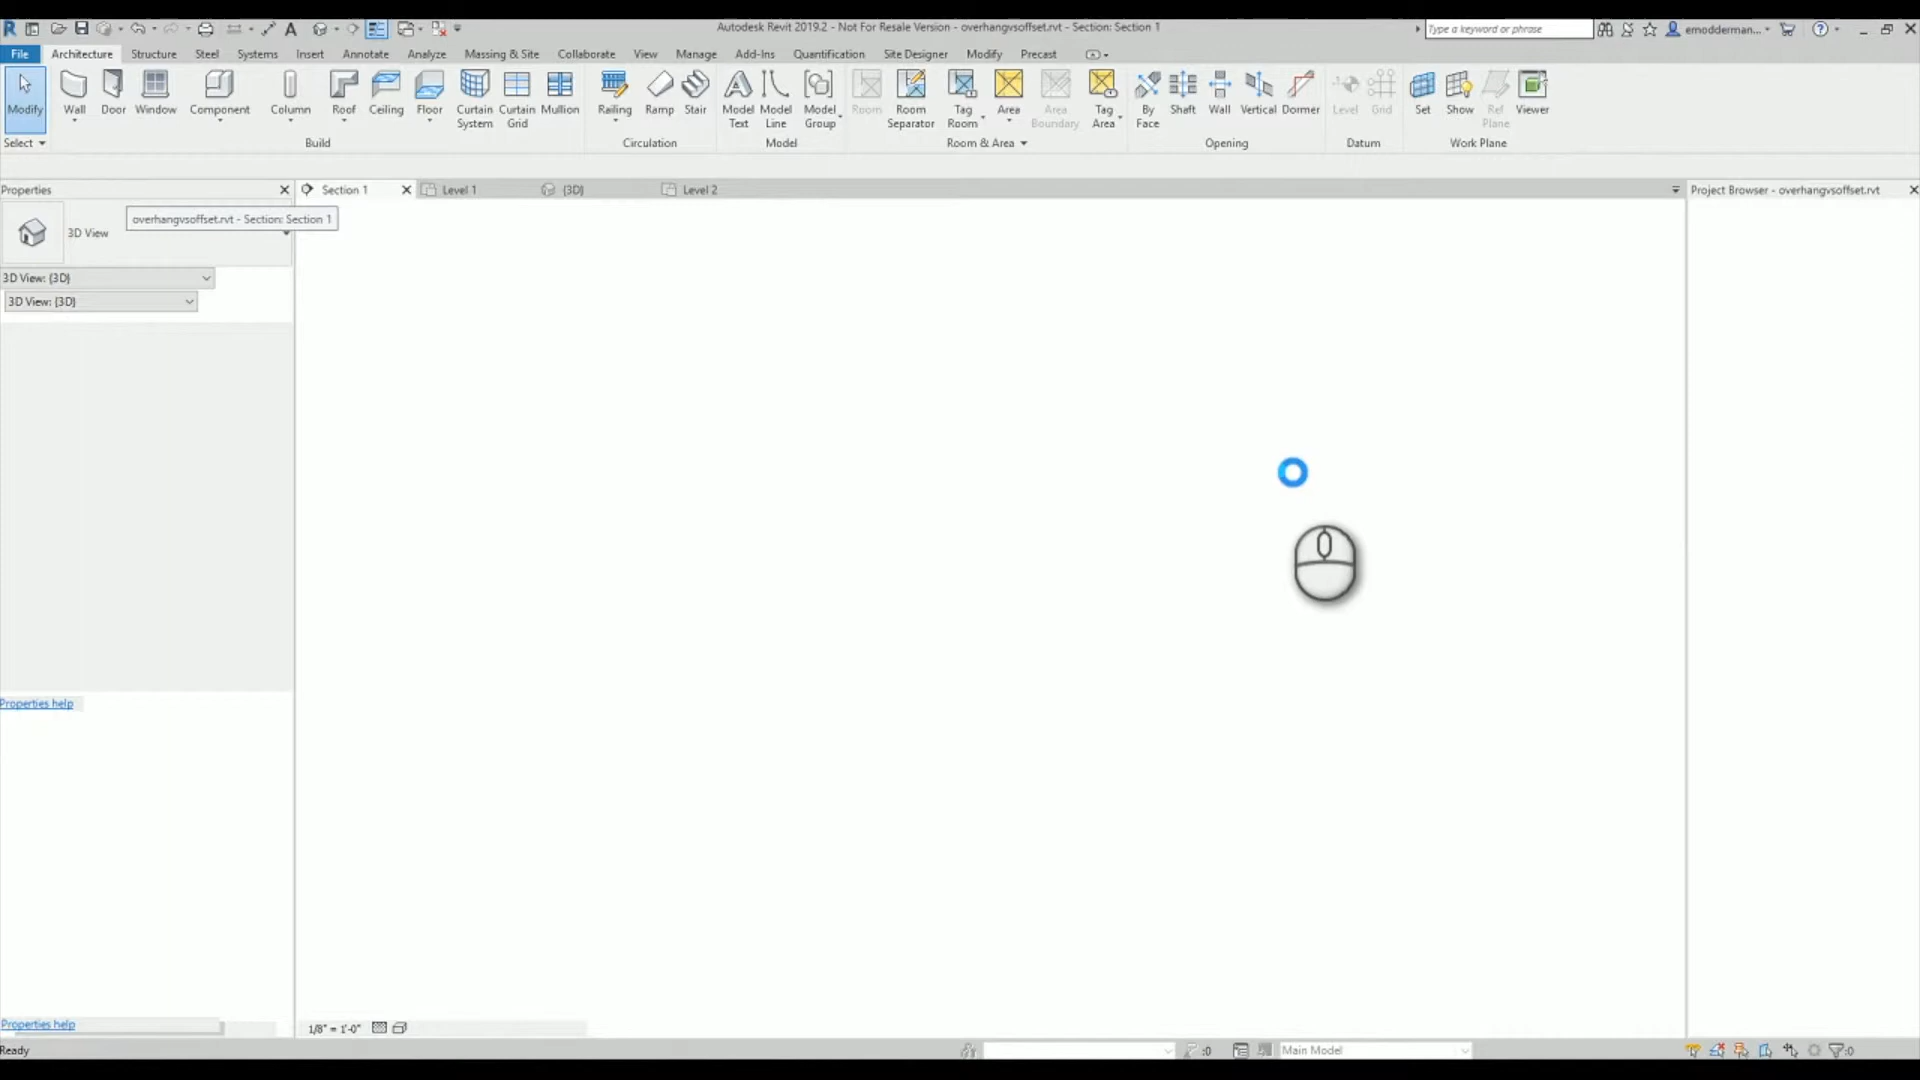 Autodesk Revit 2019.2 - Not For Resale Version - overhangvsoffset.rvt - Section: Section 1
Type a keyword or phrase
emodderman...
File Architecture Structure Steel Systems Insert Annotate Analyze Massing & Site Collaborate View Manage Add-Ins Quantification Site Designer Modify Precast
Modify Wall Door Window Component Column Roof Ceiling Floor Curtain System Curtain Grid Mullion Railing Ramp Stair Model Text Model Line Model Group Room Room Separator Tag Room Area Area Boundary Tag Area By Face Shaft Wall Vertical Dormer Level Grid Set Show Ref Plane Viewer
Select Build Circulation Model Room & Area Opening Datum Work Plane
Properties Section 1 Level 1 {3D} Level 2 Project Browser - overhangvsoffset.rvt
overhangvsoffset.rvt - Section: Section 1
3D View
3D View: {3D}
3D View: {3D}
Properties help
Properties help
1/8" = 1'-0"
Ready :0 Main Model :0